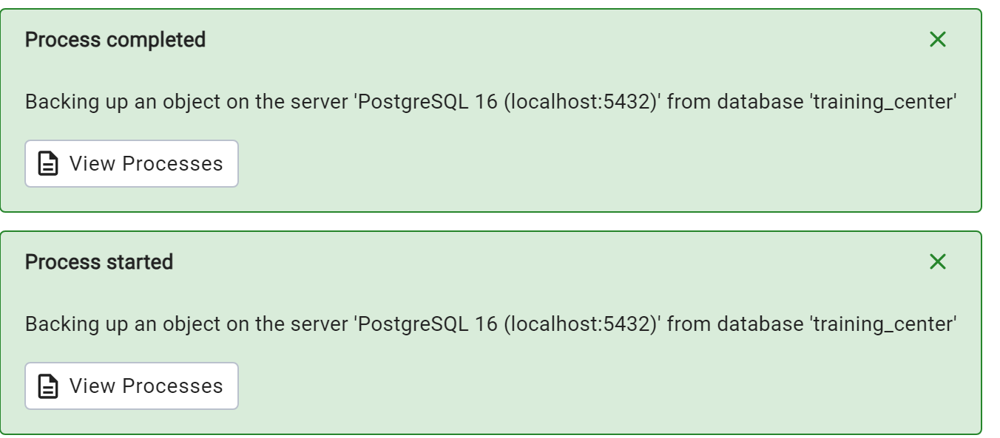 Process completed
Backing up an object on the server 'PostgreSQL 16 (localhost:5432)' from database 'training_center'
View Processes
Process started
Backing up an object on the server 'PostgreSQL 16 (localhost:5432)' from database 'training_center'
View Processes